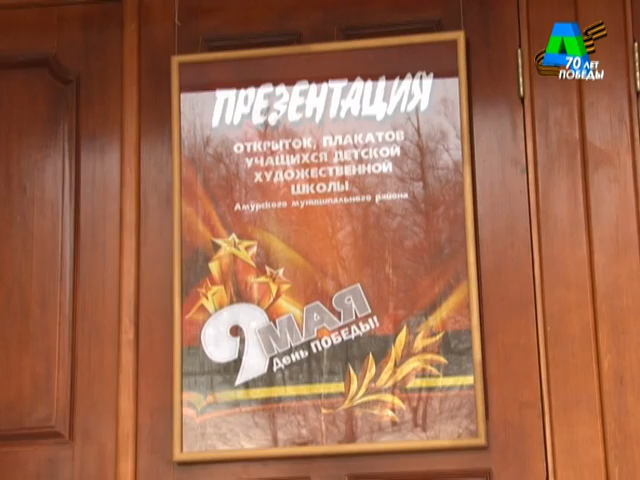 ПРЕЗЕНТАЦИЯ
ОТКРЫТОК, ПЛАКАТОВ
УЧАЩИХСЯ ДЕТСКОЙ
ХУДОЖЕСТВЕННОЙ
ШКОЛЫ
Амурского муниципального района
9 МАЯ
День ПОБЕДЫ!
70 ЛЕТ
ПОБЕДЫ